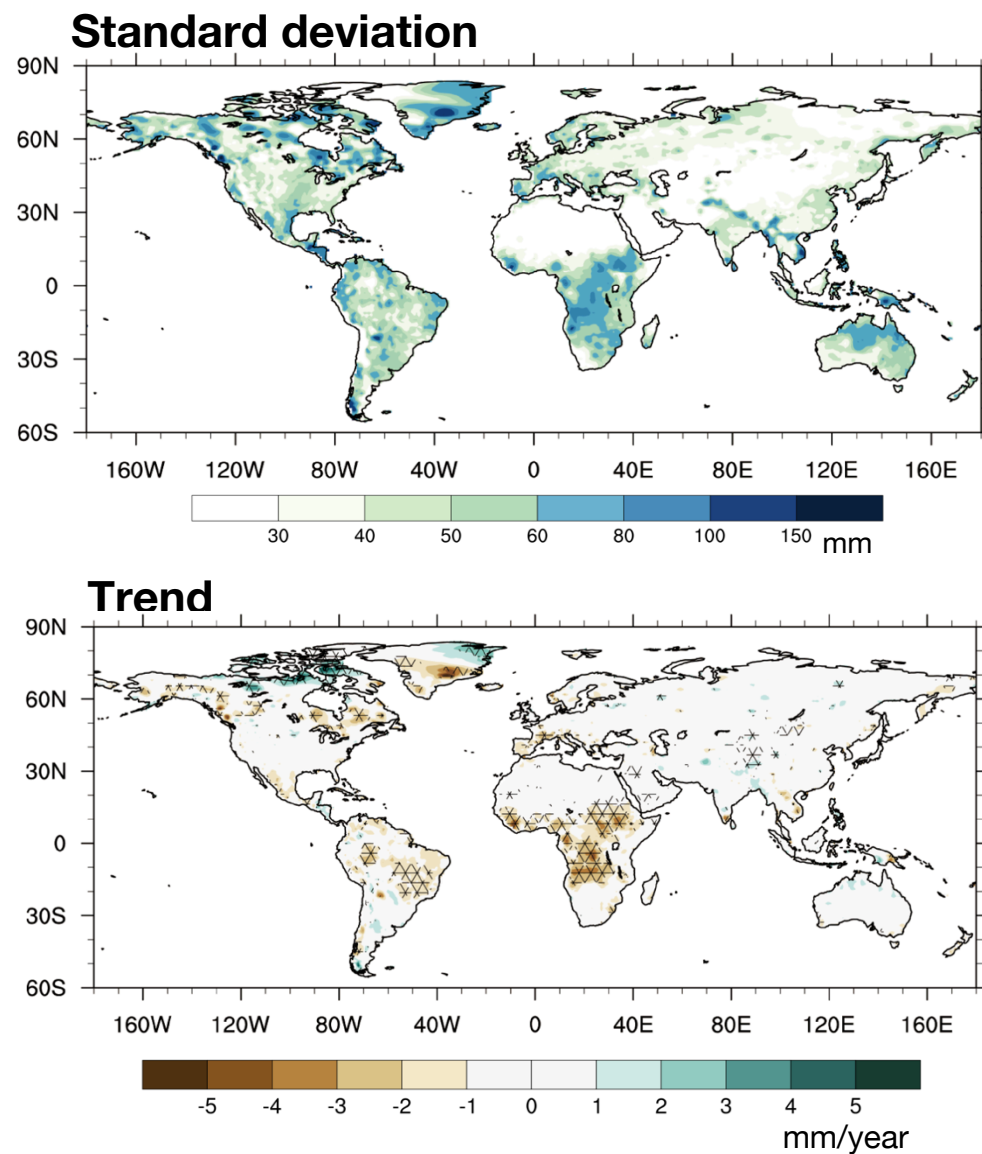 Standard deviation
90N
60N
30N
0
30S
60S
160W 120W 80W 40W 0 40E 80E 120E 160E
30 40 50 60 80 100 150 mm
Trend
90N
60N
30N
0
30S
60S
160W 120W 80W 40W 0 40E 80E 120E 160E
-5 -4 -3 -2 -1 0 1 2 3 4 5
mm/year